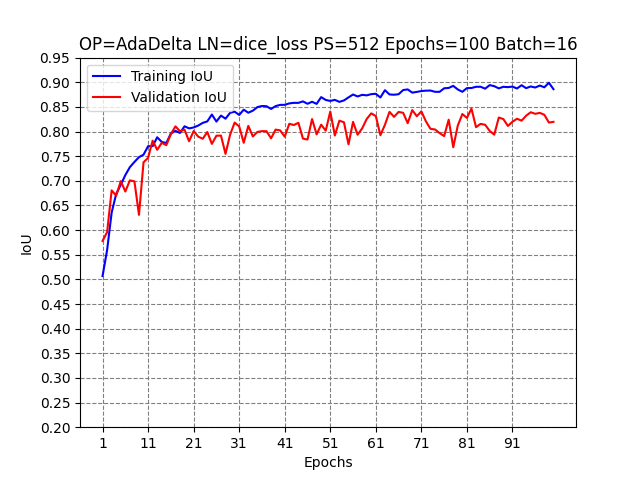 OP=AdaDelta LN=dice_loss PS=512 Epochs=100 Batch=16
Training IoU
Validation IoU
0.95
0.90
0.85
0.80
0.75
0.70
0.65
0.60
0.55
0.50
0.45
0.40
0.35
0.30
0.25
0.20
IoU
1 11 21 31 41 51 61 71 81 91
Epochs